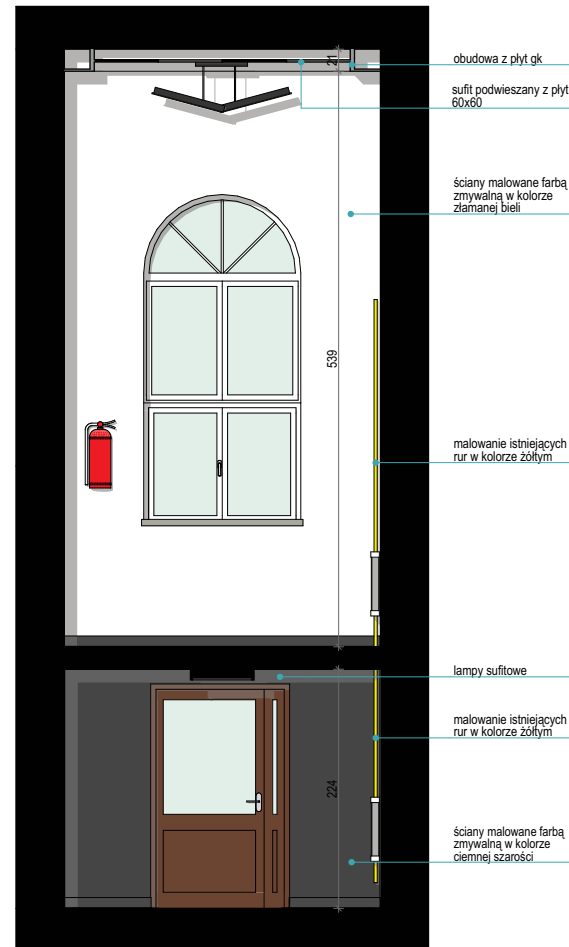 21
obudowa z płyt gk
sufit podwieszany z płyt
60x60
ściany malowane farbą
zmywalną w kolorze
złamanej bieli
539
malowanie istniejących
rur w kolorze żółtym
lampy sufitowe
malowanie istniejących
rur w kolorze żółtym
224
ściany malowane farbą
zmywalną w kolorze
ciemnej szarości